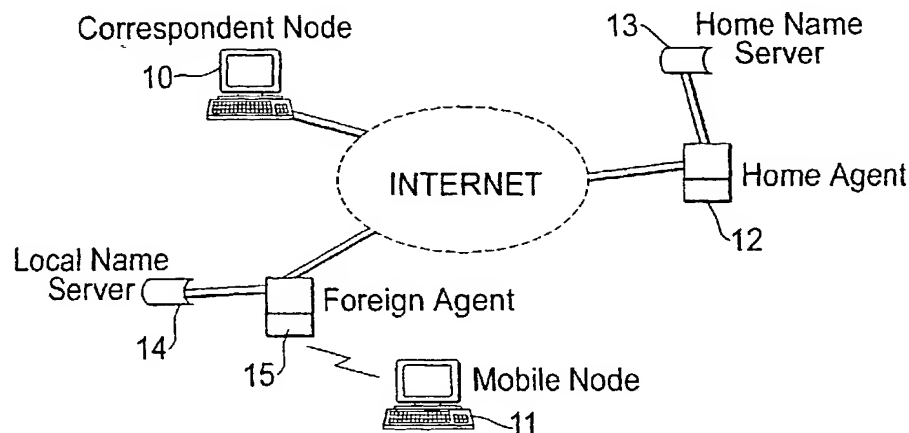 Correspondent Node
10
13
Home Name
Server
INTERNET
Home Agent
12
Local Name
Server
14
Foreign Agent
15
Mobile Node
11